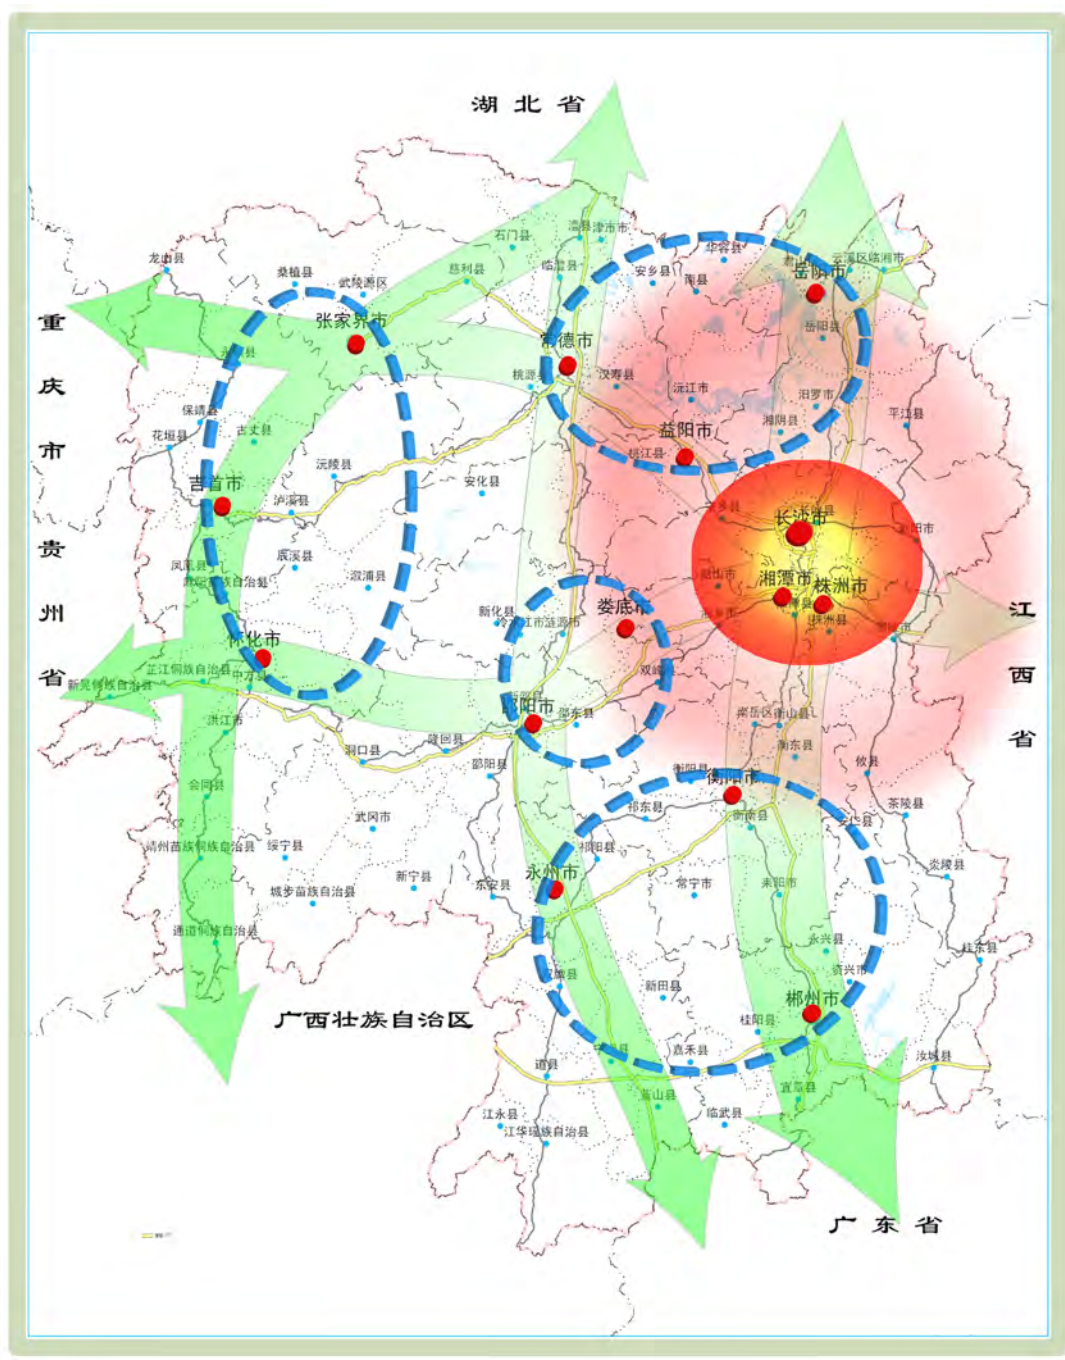 湖北省
石门县
澧县
津市市
华容县
龙山县
桑植县
武陵源区
慈利县
临澧县
安乡县
南县
云溪区
临湘市
岳阳市
重庆市
张家界市
常德市
岳阳县
桃源县
汉寿县
沅江市
汨罗市
湘阴县
平江县
保靖县
花垣县
古丈县
益阳市
桃江县
沅陵县
安化县
吉首市
泸溪县
长沙市
贵州省
凤凰县
辰溪县
溆浦县
湘潭市
株洲市
株洲县
江西省
新化县
涟源市
娄底市
怀化市
芷江侗族自治县
新晃侗族自治县
中方县
双峰
邵阳市
邵东县
洪江市
洞口县
隆回县
邵阳县
南岳区
衡山县
衡东县
衡阳县
衡阳市
攸县
会同县
武冈市
祁东县
衡南县
茶陵县
安仁县
靖州苗族侗族自治县
绥宁县
祁阳县
炎陵县
城步苗族自治县
新宁县
东安县
永州市
常宁市
耒阳市
通道侗族自治县
永兴县
桂东县
资兴市
新田县
郴州市
桂阳县
广西壮族自治区
嘉禾县
道县
汝城县
宜章县
蓝山县
江永县
临武县
江华瑶族自治县
广东省